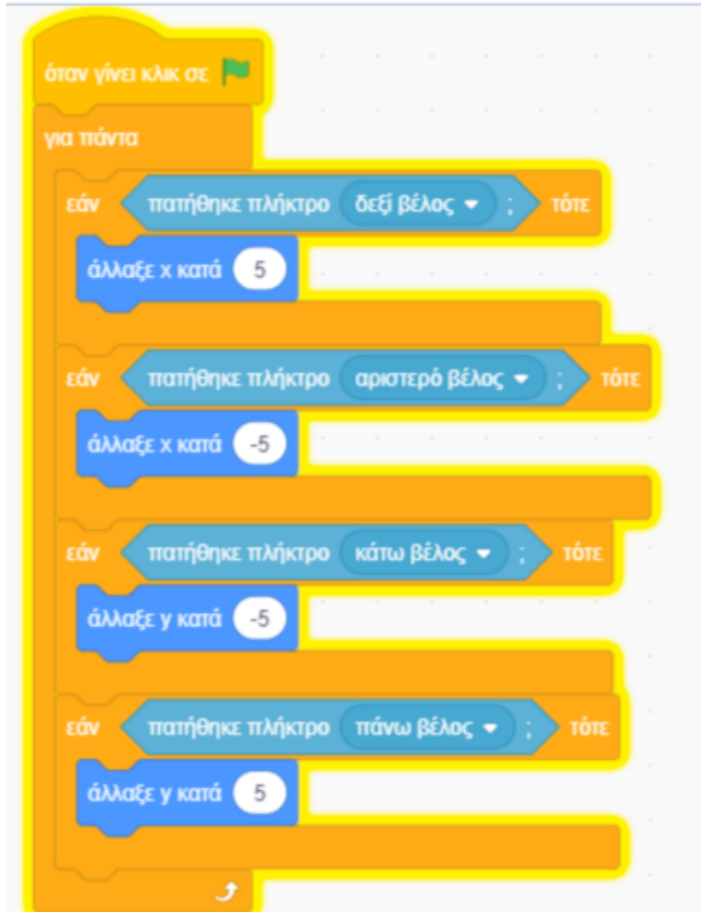 όταν γίνει κλικ σε
για πάντα
εάν πατήθηκε πλήκτρο δεξί βέλος ; τότε
άλλαξε x κατά 5
εάν πατήθηκε πλήκτρο αριστερό βέλος ; τότε
άλλαξε x κατά -5
εάν πατήθηκε πλήκτρο κάτω βέλος ; τότε
άλλαξε y κατά -5
εάν πατήθηκε πλήκτρο πάνω βέλος ; τότε
άλλαξε y κατά 5